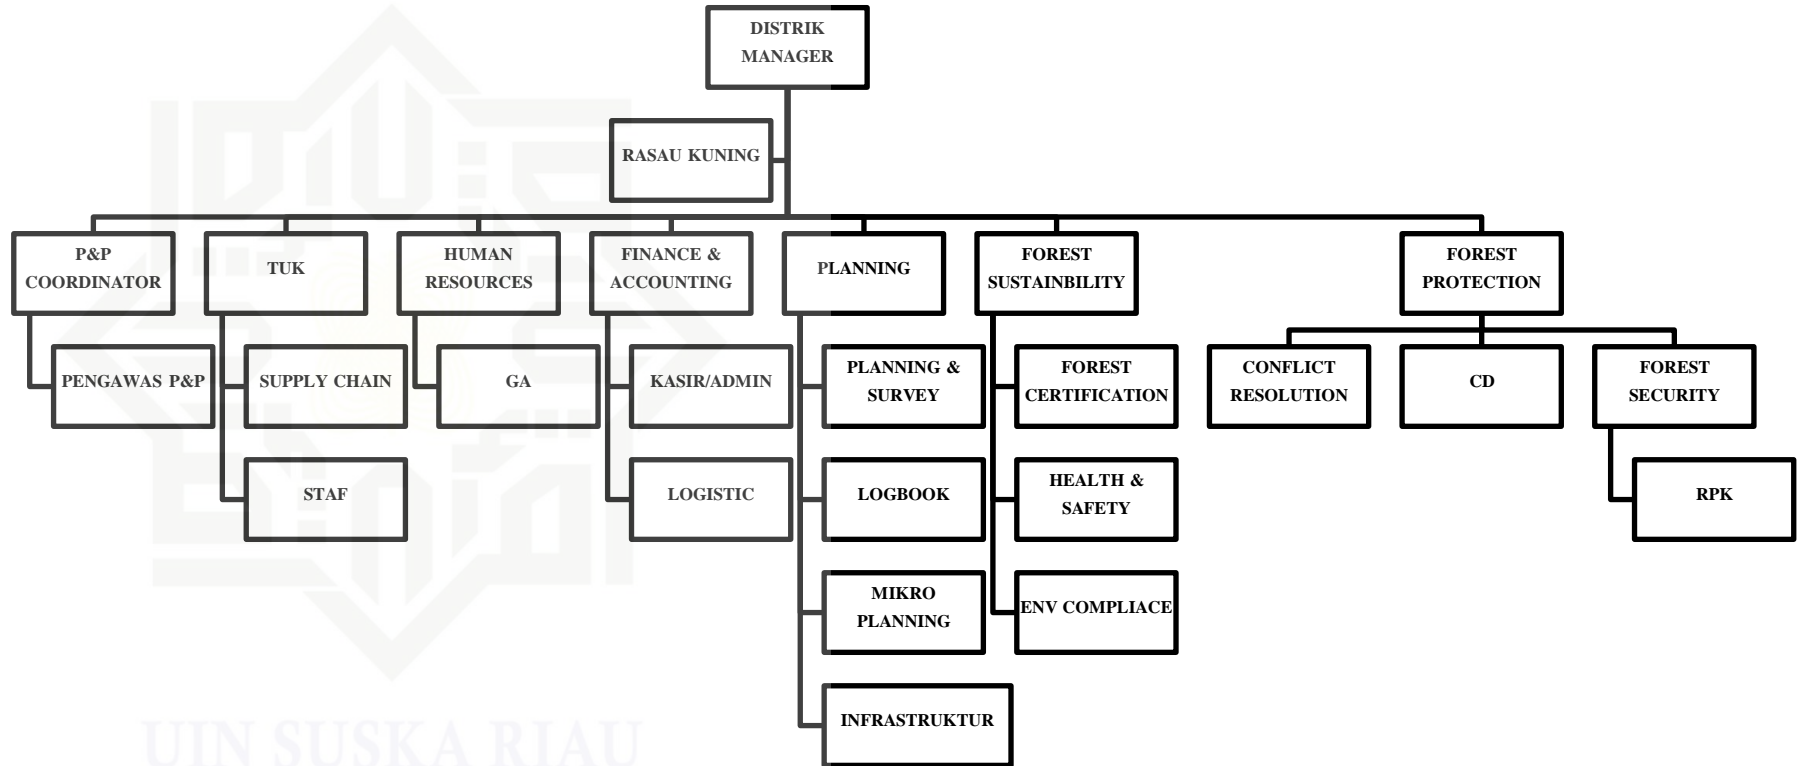 DISTRIK
MANAGER
RASAU KUNING
P&P
COORDINATOR
TUK
HUMAN
RESOURCES
FINANCE &
ACCOUNTING
PLANNING
FOREST
SUSTAINBILITY
FOREST
PROTECTION
PENGAWAS P&P
SUPPLY CHAIN
GA
KASIR/ADMIN
PLANNING &
SURVEY
FOREST
CERTIFICATION
CONFLICT
RESOLUTION
CD
FOREST
SECURITY
STAF
LOGISTIC
LOGBOOK
HEALTH &
SAFETY
RPK
MIKRO
PLANNING
ENV COMPLIACE
INFRASTRUKTUR
UIN SUSKA RIAU